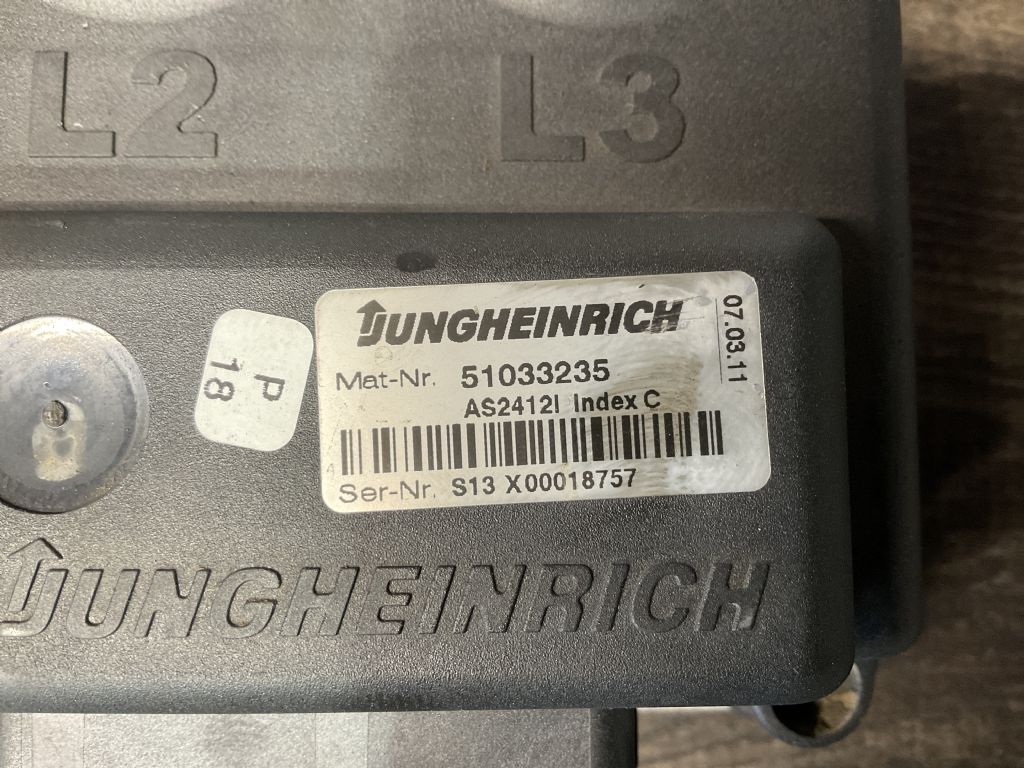 L2 L3
JUNGHEINRICH
07.03.11
Mat-Nr. 51033235
AS2412I Index C
Ser-Nr. S13 X00018757
P
18
JUNGHEINRICH